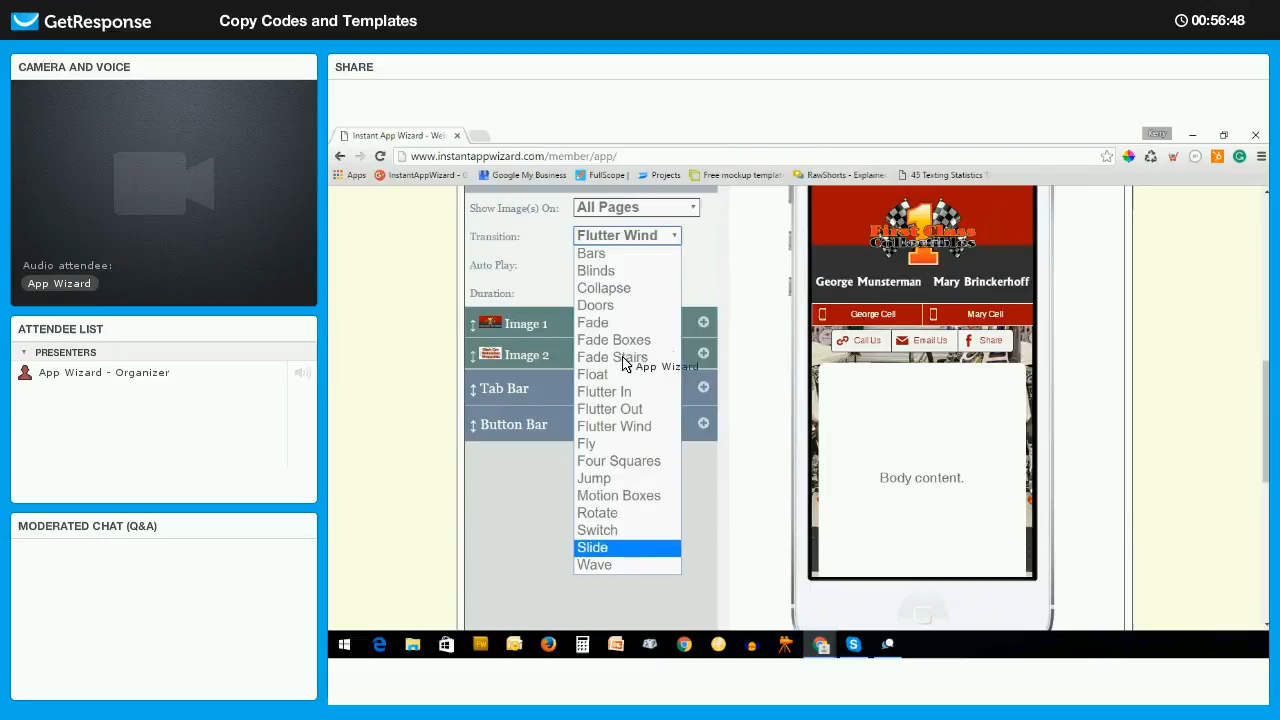 GetResponse
Copy Codes and Templates
00:56:48
CAMERA AND VOICE
Audio attendee:
App Wizard
ATTENDEE LIST
PRESENTERS
App Wizard - Organizer
MODERATED CHAT (Q&A)
SHARE
Instant App Wizard - Web
Kerry
www.instantappwizard.com/member/app/
Apps
InstantAppWizard - G
Google My Business
FullScope |
Projects
Free mockup templat
RawShorts - Explaine
45 Texting Statistics T
Show Image(s) On:
All Pages
Transition:
Flutter Wind
Auto Play:
Duration:
Bars
Blinds
Collapse
Doors
Fade
Fade Boxes
Fade Stairs
App Wizard
Float
Flutter In
Flutter Out
Flutter Wind
Fly
Four Squares
Jump
Motion Boxes
Rotate
Switch
Slide
Wave
Image 1
Image 2
Tab Bar
Button Bar
First Class
1
Collectibles
George Munsterman
Mary Brinckerhoff
George Cell
Mary Cell
Call Us
Email Us
Share
Body content.